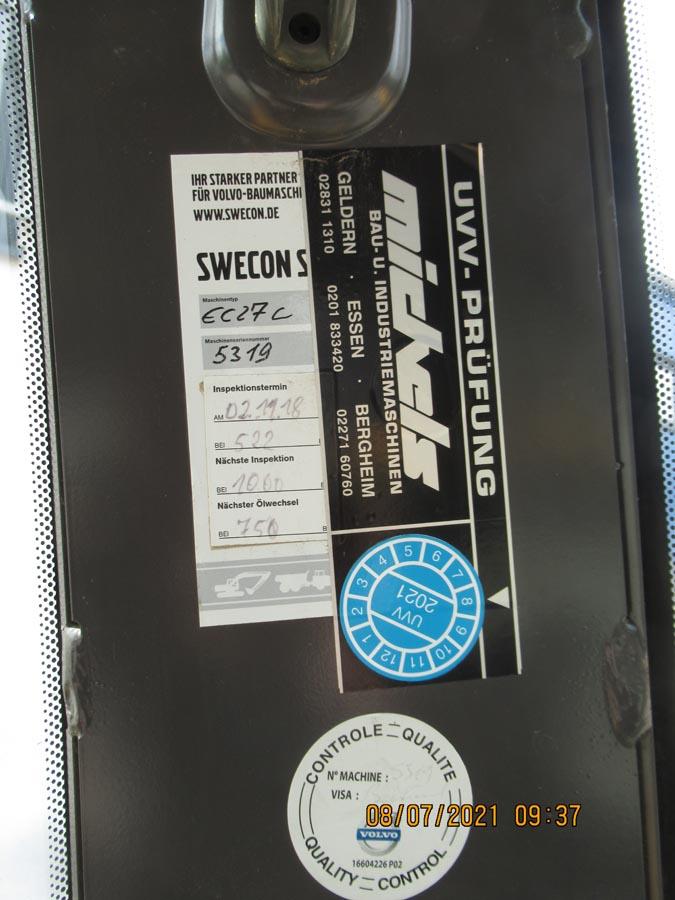 IHR STARKER PARTNER
FÜR VOLVO-BAUMASCHI
WWW.SWECON.DE
SWECON S
Maschinentyp
EC27C
Maschinenseriennummer
5319
Inspektionstermin
AM 02.11.18
BEI 522
Nächste Inspektion
BEI 1000
Nächster Ölwechsel
BEI 750
UVV-PRÜFUNG
mickels
BAU- U. INDUSTRIEMASCHINEN
GELDERN · ESSEN · BERGHEIM
02831 1310 0201 833420 02271 60760
1 2 3 4 5 6 7 8 9 10 11 12
UVV
2021
CONTROLE QUALITE
N° MACHINE : 5319
VISA :
VOLVO
16604226 P02
QUALITY CONTROL
08/07/2021 09:37